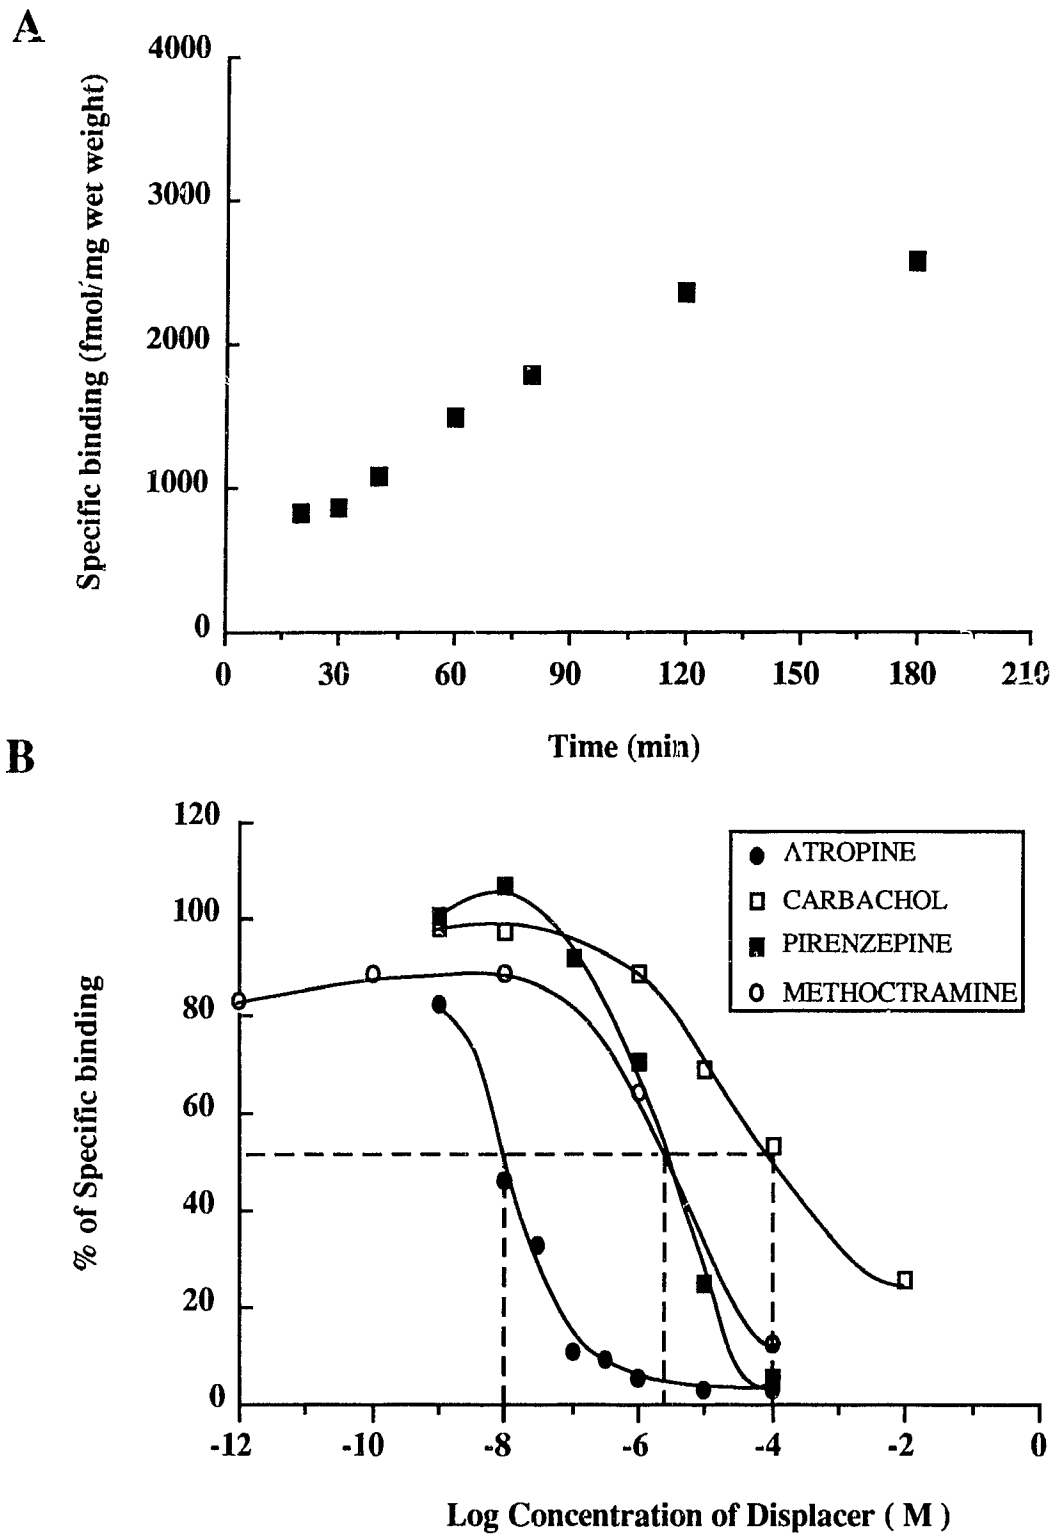 A
4000
3000
2000
1000
0
Specific binding (fmol/mg wet weight)
0 30 60 90 120 150 180 210
Time (min)
B
120
100
80
60
40
20
0
% of Specific binding
ATROPINE
CARBACHOL
PIRENZEPINE
METHOCTRAMINE
-12 -10 -8 -6 -4 -2 0
Log Concentration of Displacer ( M )